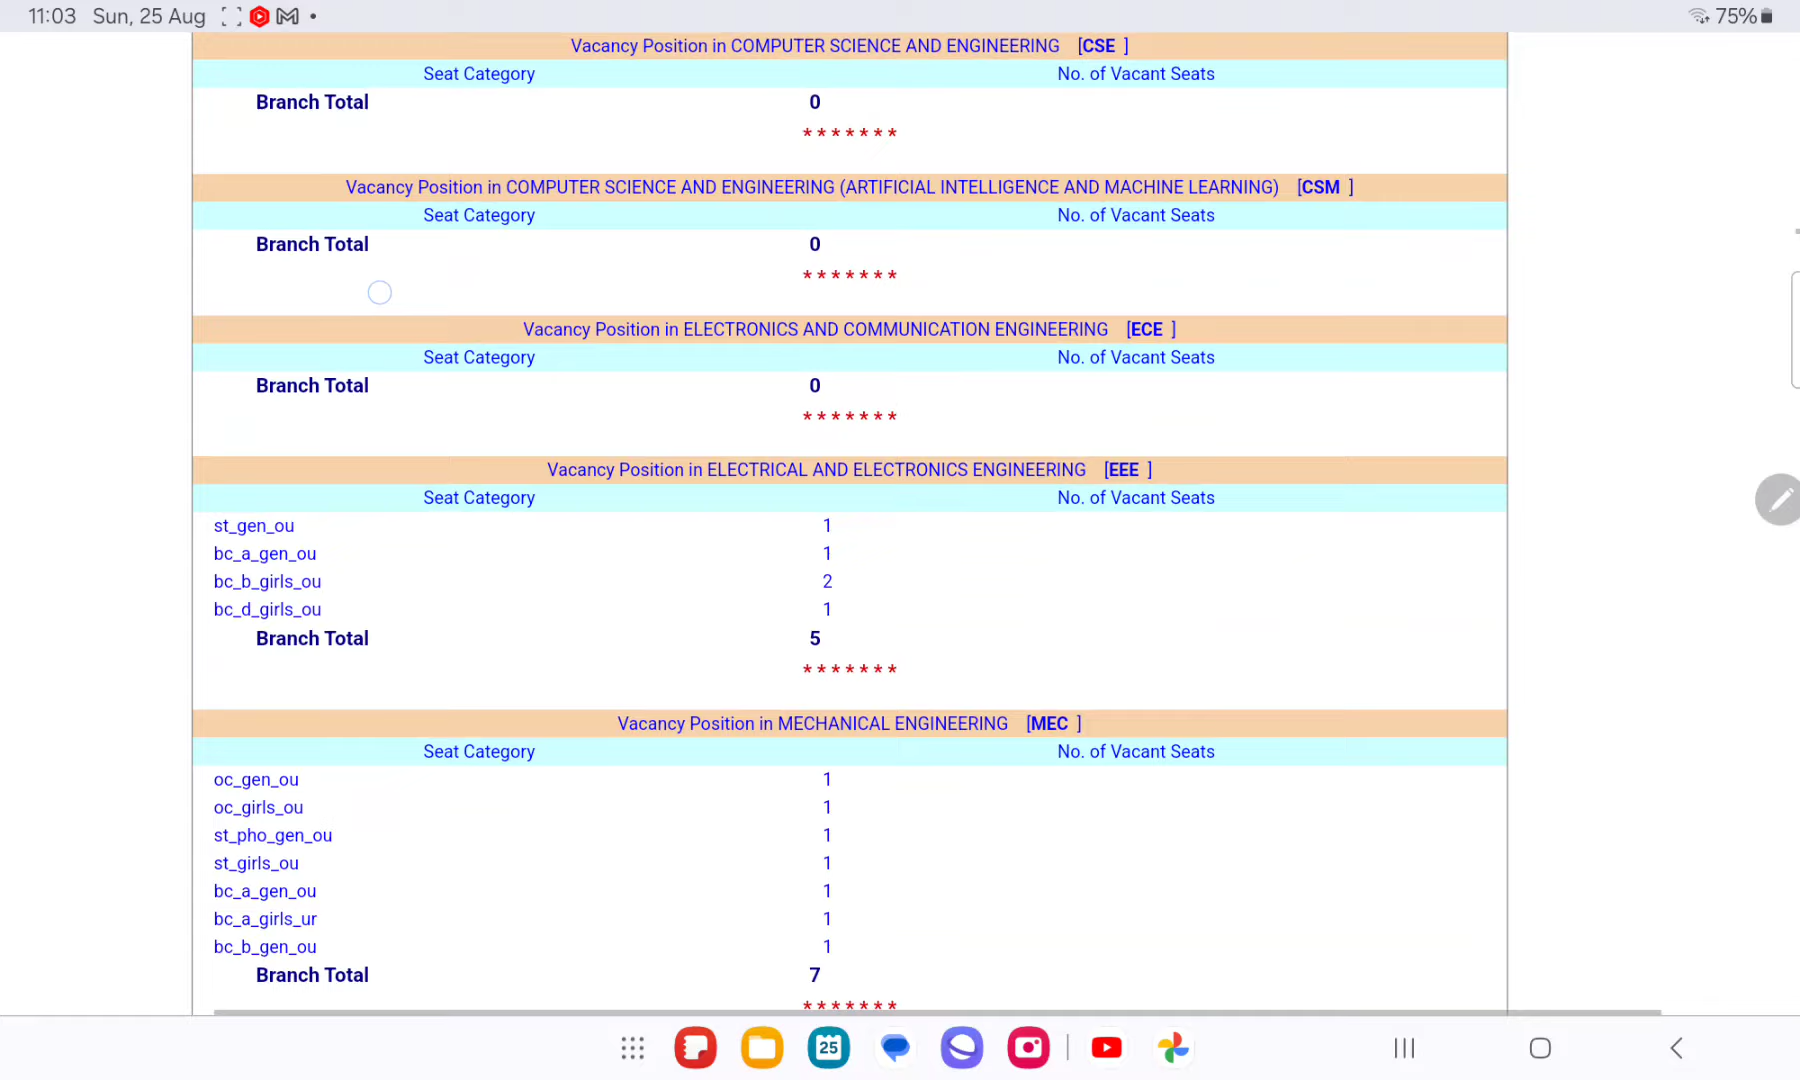 11:03 Sun, 25 Aug
75%
Vacancy Position in COMPUTER SCIENCE AND ENGINEERING [CSE ]
Seat Category No. of Vacant Seats
Branch Total 0
*******
Vacancy Position in COMPUTER SCIENCE AND ENGINEERING (ARTIFICIAL INTELLIGENCE AND MACHINE LEARNING) [CSM ]
Seat Category No. of Vacant Seats
Branch Total 0
*******
Vacancy Position in ELECTRONICS AND COMMUNICATION ENGINEERING [ECE ]
Seat Category No. of Vacant Seats
Branch Total 0
*******
Vacancy Position in ELECTRICAL AND ELECTRONICS ENGINEERING [EEE ]
Seat Category No. of Vacant Seats
st_gen_ou 1
bc_a_gen_ou 1
bc_b_girls_ou 2
bc_d_girls_ou 1
Branch Total 5
*******
Vacancy Position in MECHANICAL ENGINEERING [MEC ]
Seat Category No. of Vacant Seats
oc_gen_ou 1
oc_girls_ou 1
st_pho_gen_ou 1
st_girls_ou 1
bc_a_gen_ou 1
bc_a_girls_ur 1
bc_b_gen_ou 1
Branch Total 7
*******
25